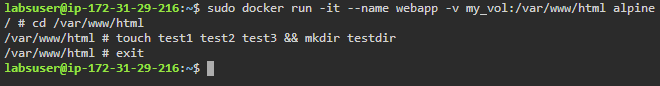 labsuser@ip-172-31-29-216:~$ sudo docker run -it --name webapp -v my_vol:/var/www/html alpine
/ # cd /var/www/html
/var/www/html # touch test1 test2 test3 && mkdir testdir
/var/www/html # exit
labsuser@ip-172-31-29-216:~$